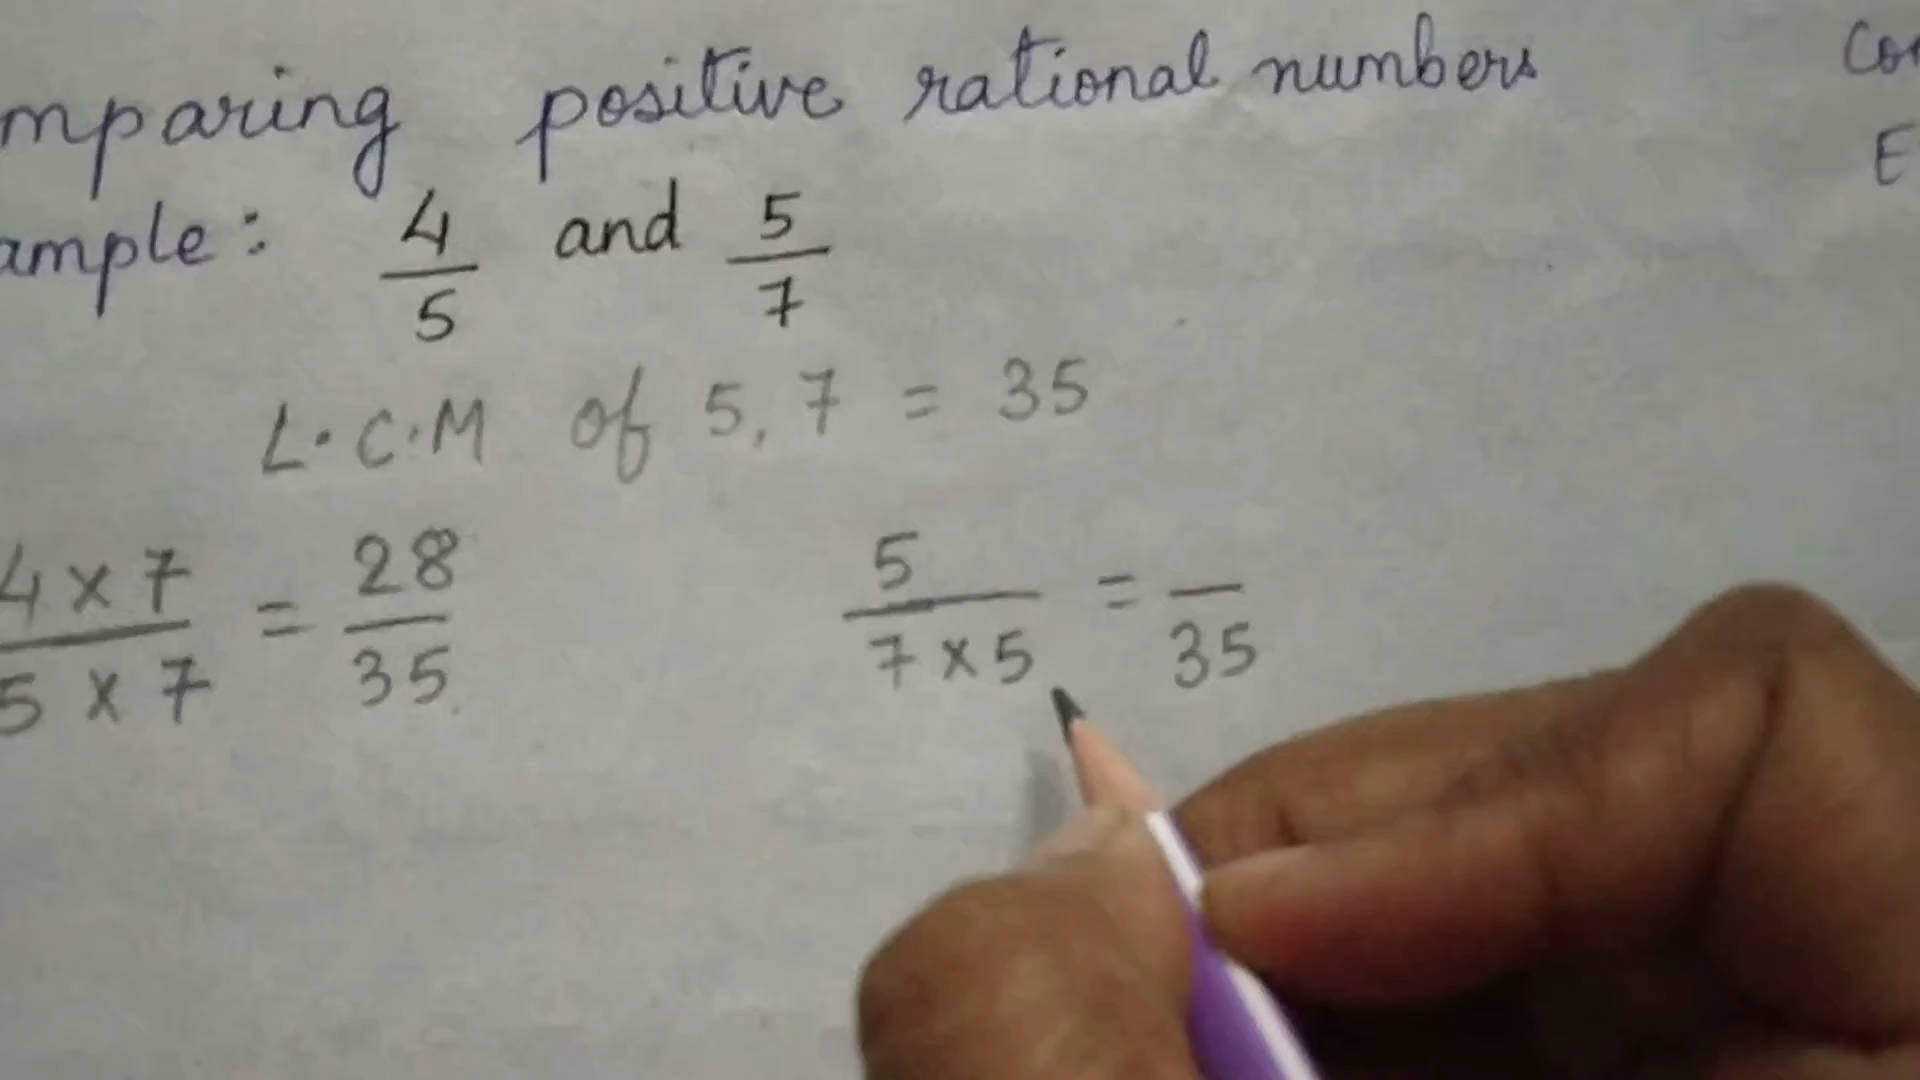 mparing positive rational numbers
ample: 4/5 and 5/7
L.C.M of 5, 7 = 35
4 x 7 / 5 x 7 = 28/35
5 / 7 x 5 = /35
Con
E